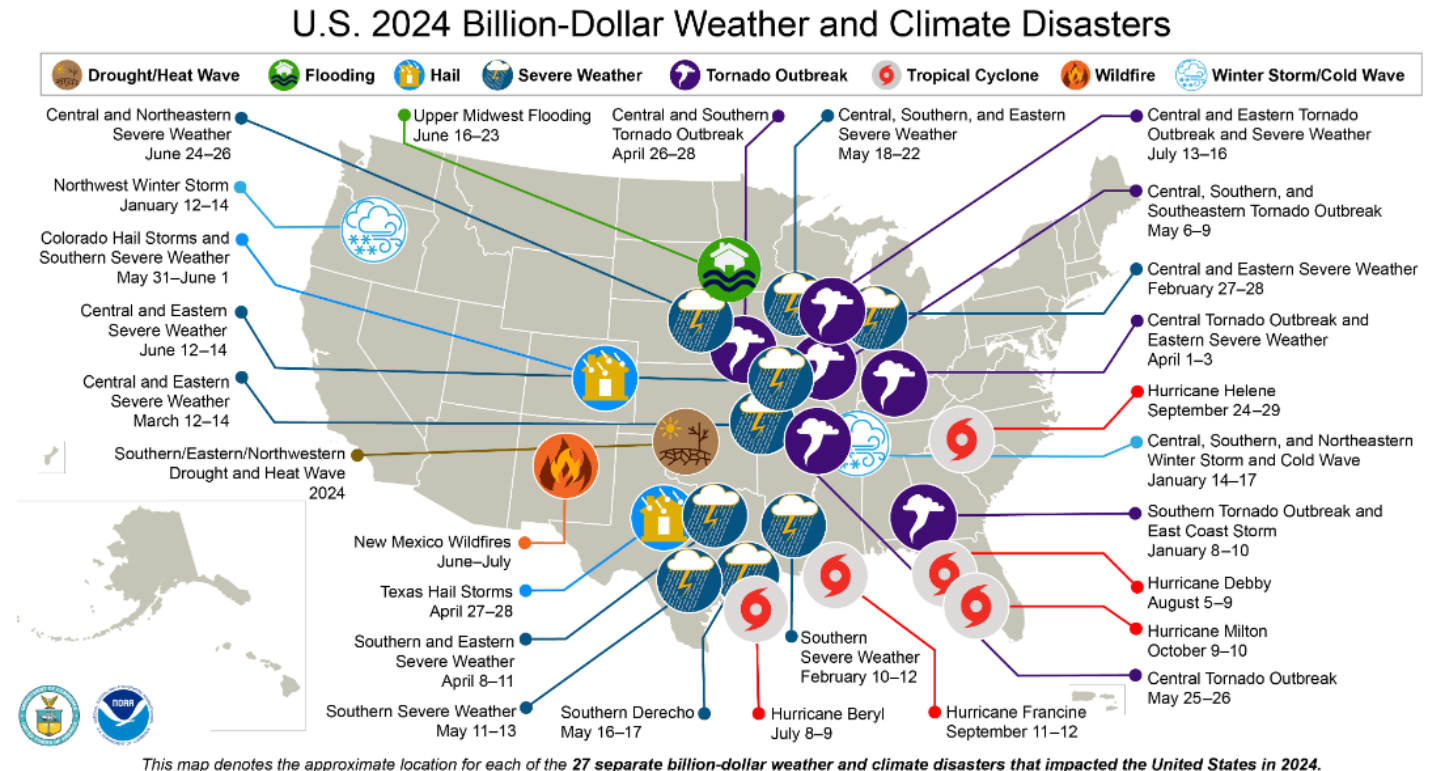 U.S. 2024 Billion-Dollar Weather and Climate Disasters
Drought/Heat Wave
Flooding
Hail
Severe Weather
Tornado Outbreak
Tropical Cyclone
Wildfire
Winter Storm/Cold Wave
Central and Northeastern
Severe Weather
June 24–26
Northwest Winter Storm
January 12–14
Colorado Hail Storms and
Southern Severe Weather
May 31–June 1
Central and Eastern
Severe Weather
June 12–14
Central and Eastern
Severe Weather
March 12–14
Southern/Eastern/Northwestern
Drought and Heat Wave
2024
New Mexico Wildfires
June–July
Texas Hail Storms
April 27–28
Southern and Eastern
Severe Weather
April 8–11
Southern Severe Weather
May 11–13
Upper Midwest Flooding
June 16–23
Central and Southern
Tornado Outbreak
April 26–28
Central, Southern, and Eastern
Severe Weather
May 18–22
Central and Eastern Tornado
Outbreak and Severe Weather
July 13–16
Central, Southern, and
Southeastern Tornado Outbreak
May 6–9
Central and Eastern Severe Weather
February 27–28
Central Tornado Outbreak and
Eastern Severe Weather
April 1–3
Hurricane Helene
September 24–29
Central, Southern, and Northeastern
Winter Storm and Cold Wave
January 14–17
Southern Tornado Outbreak and
East Coast Storm
January 8–10
Hurricane Debby
August 5–9
Hurricane Milton
October 9–10
Central Tornado Outbreak
May 25–26
Southern Derecho
May 16–17
Hurricane Beryl
July 8–9
Southern
Severe Weather
February 10–12
Hurricane Francine
September 11–12
NOAA
This map denotes the approximate location for each of the 27 separate billion-dollar weather and climate disasters that impacted the United States in 2024.